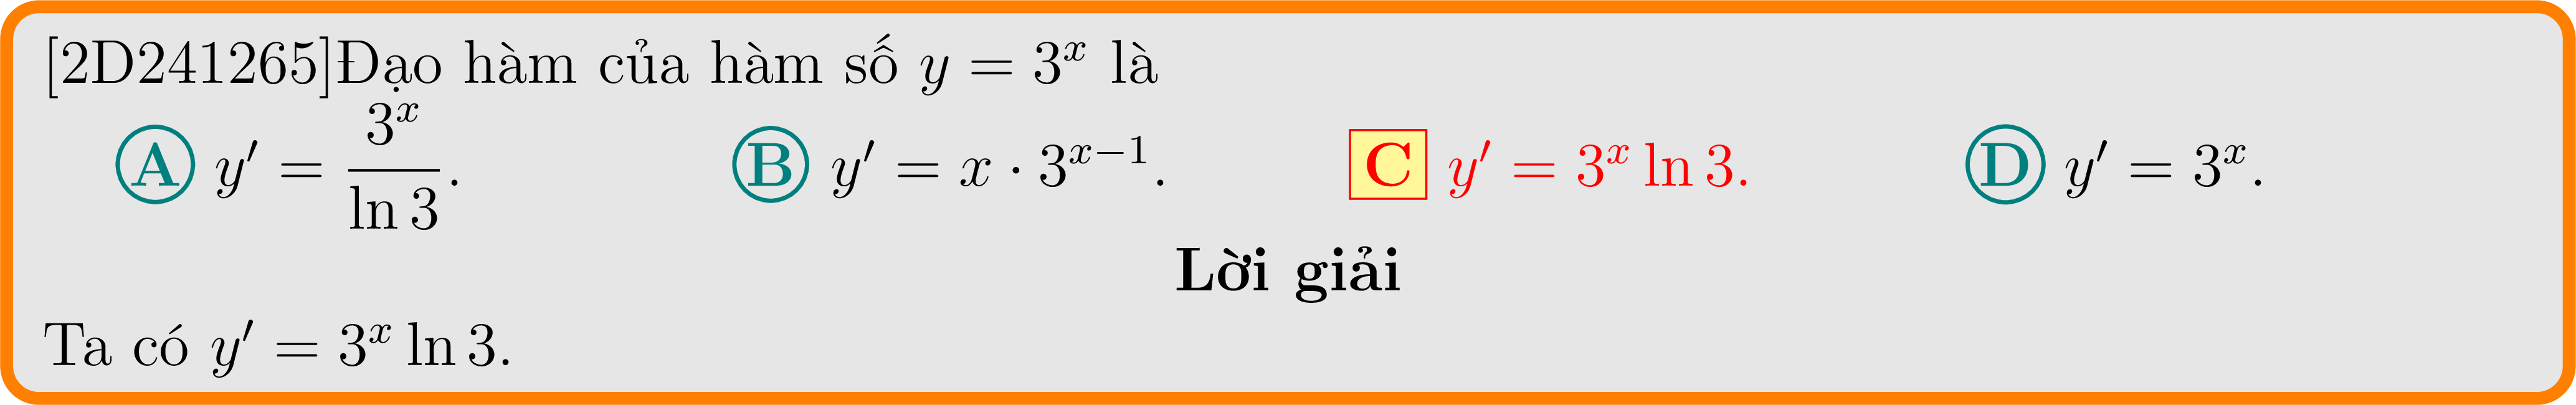 [2D241265]Đạo hàm của hàm số $y = 3^x$ là
A $y' = \dfrac{3^x}{\ln 3}$. B $y' = x \cdot 3^{x-1}$. C $y' = 3^x \ln 3$. D $y' = 3^x$.
Lời giải
Ta có $y' = 3^x \ln 3$.